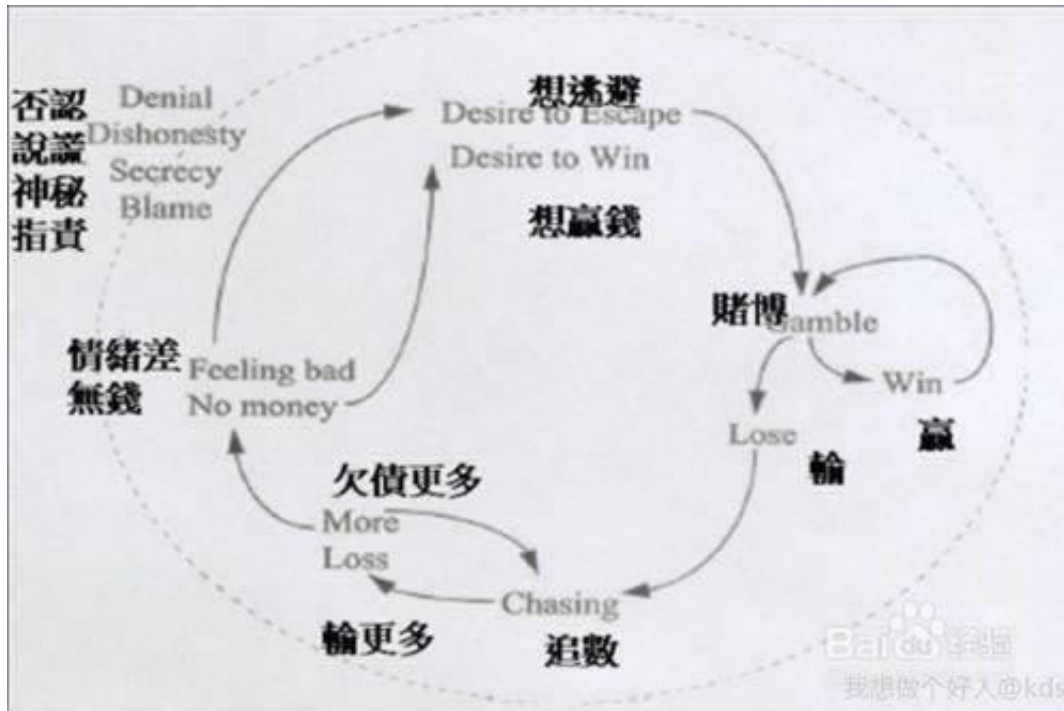 否認
說謊
神秘
指責
Denial
Dishonesty
Secrecy
Blame
想逃避
Desire to Escape
Desire to Win
想贏錢
賭博
Gamble
Win
贏
Lose
輸
情緒差
無錢
Feeling bad
No money
欠債更多
More
Loss
輸更多
Chasing
追數
Baidu 经验
我想做个好人@kds